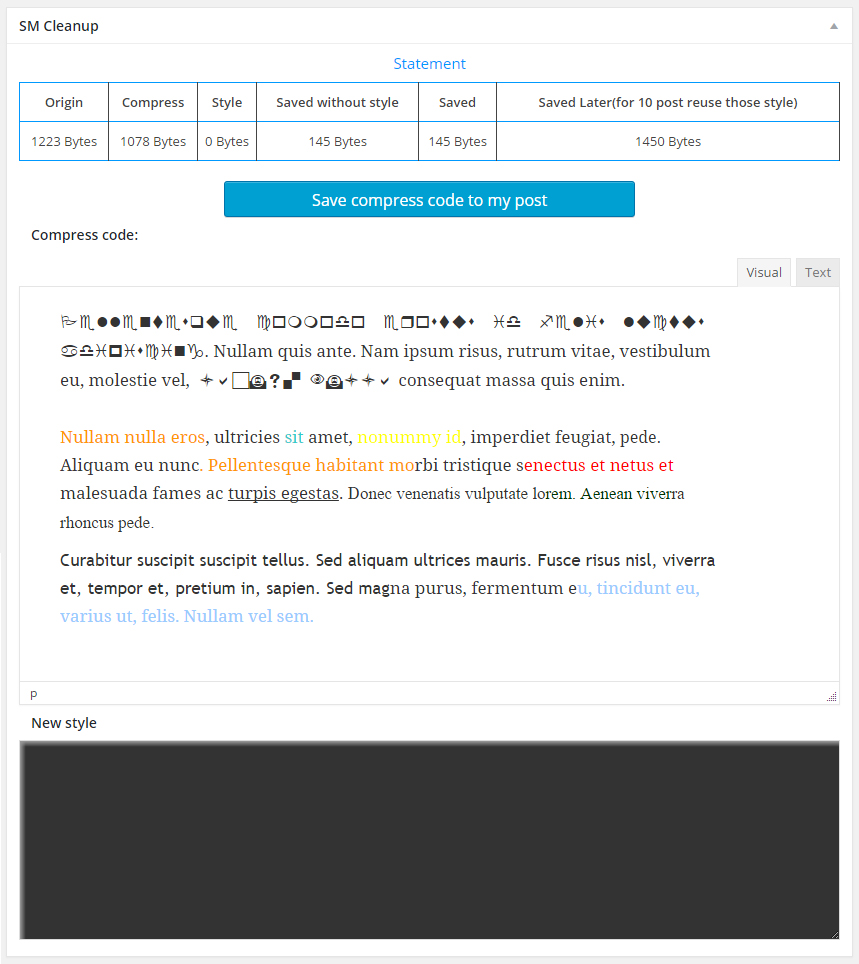 SM Cleanup
Statement
Origin Compress Style Saved without style Saved Saved Later(for 10 post reuse those style)
1223 Bytes 1078 Bytes 0 Bytes 145 Bytes 145 Bytes 1450 Bytes
Save compress code to my post
Compress code:
Visual Text
. Nullam quis ante. Nam ipsum risus, rutrum vitae, vestibulum
eu, molestie vel, consequat massa quis enim.
Nullam nulla eros, ultricies sit amet, nonummy id, imperdiet feugiat, pede.
Aliquam eu nunc. Pellentesque habitant morbi tristique senectus et netus et
malesuada fames ac turpis egestas. Donec venenatis vulputate lorem. Aenean viverra
rhoncus pede.
Curabitur suscipit suscipit tellus. Sed aliquam ultrices mauris. Fusce risus nisl, viverra
et, tempor et, pretium in, sapien. Sed magna purus, fermentum eu, tincidunt eu,
varius ut, felis. Nullam vel sem.
p
New style